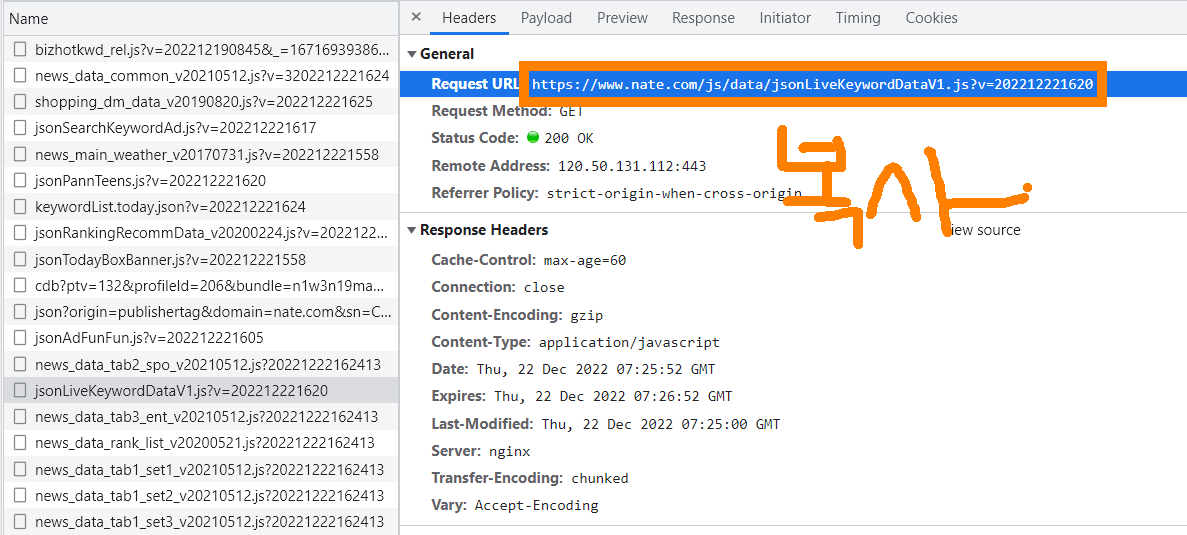 Name
bizhotkwd_rel.js?v=202212190845&_=16716939386...
news_data_common_v20210512.js?v=3202212221624
shopping_dm_data_v20190820.js?v=202212221625
jsonSearchKeywordAd.js?v=202212221617
news_main_weather_v20170731.js?v=202212221558
jsonPannTeens.js?v=202212221620
keywordList.today.json?v=202212221624
jsonRankingRecommData_v20200224.js?v=2022122...
jsonTodayBoxBanner.js?v=202212221558
cdb?ptv=132&profileId=206&bundle=n1w3n19ma...
json?origin=publishertag&domain=nate.com&sn=C...
jsonAdFunFun.js?v=202212221605
news_data_tab2_spo_v20210512.js?20221222162413
jsonLiveKeywordDataV1.js?v=202212221620
news_data_tab3_ent_v20210512.js?20221222162413
news_data_rank_list_v20200521.js?20221222162413
news_data_tab1_set1_v20210512.js?20221222162413
news_data_tab1_set2_v20210512.js?20221222162413
news_data_tab1_set3_v20210512.js?20221222162413
× Headers Payload Preview Response Initiator Timing Cookies
General
Request URL: https://www.nate.com/js/data/jsonLiveKeywordDataV1.js?v=202212221620
Request Method: GET
Status Code: 200 OK
Remote Address: 120.50.131.112:443
Referrer Policy: strict-origin-when-cross-origin
복사.
Response Headers
iew source
Cache-Control: max-age=60
Connection: close
Content-Encoding: gzip
Content-Type: application/javascript
Date: Thu, 22 Dec 2022 07:25:52 GMT
Expires: Thu, 22 Dec 2022 07:26:52 GMT
Last-Modified: Thu, 22 Dec 2022 07:25:00 GMT
Server: nginx
Transfer-Encoding: chunked
Vary: Accept-Encoding